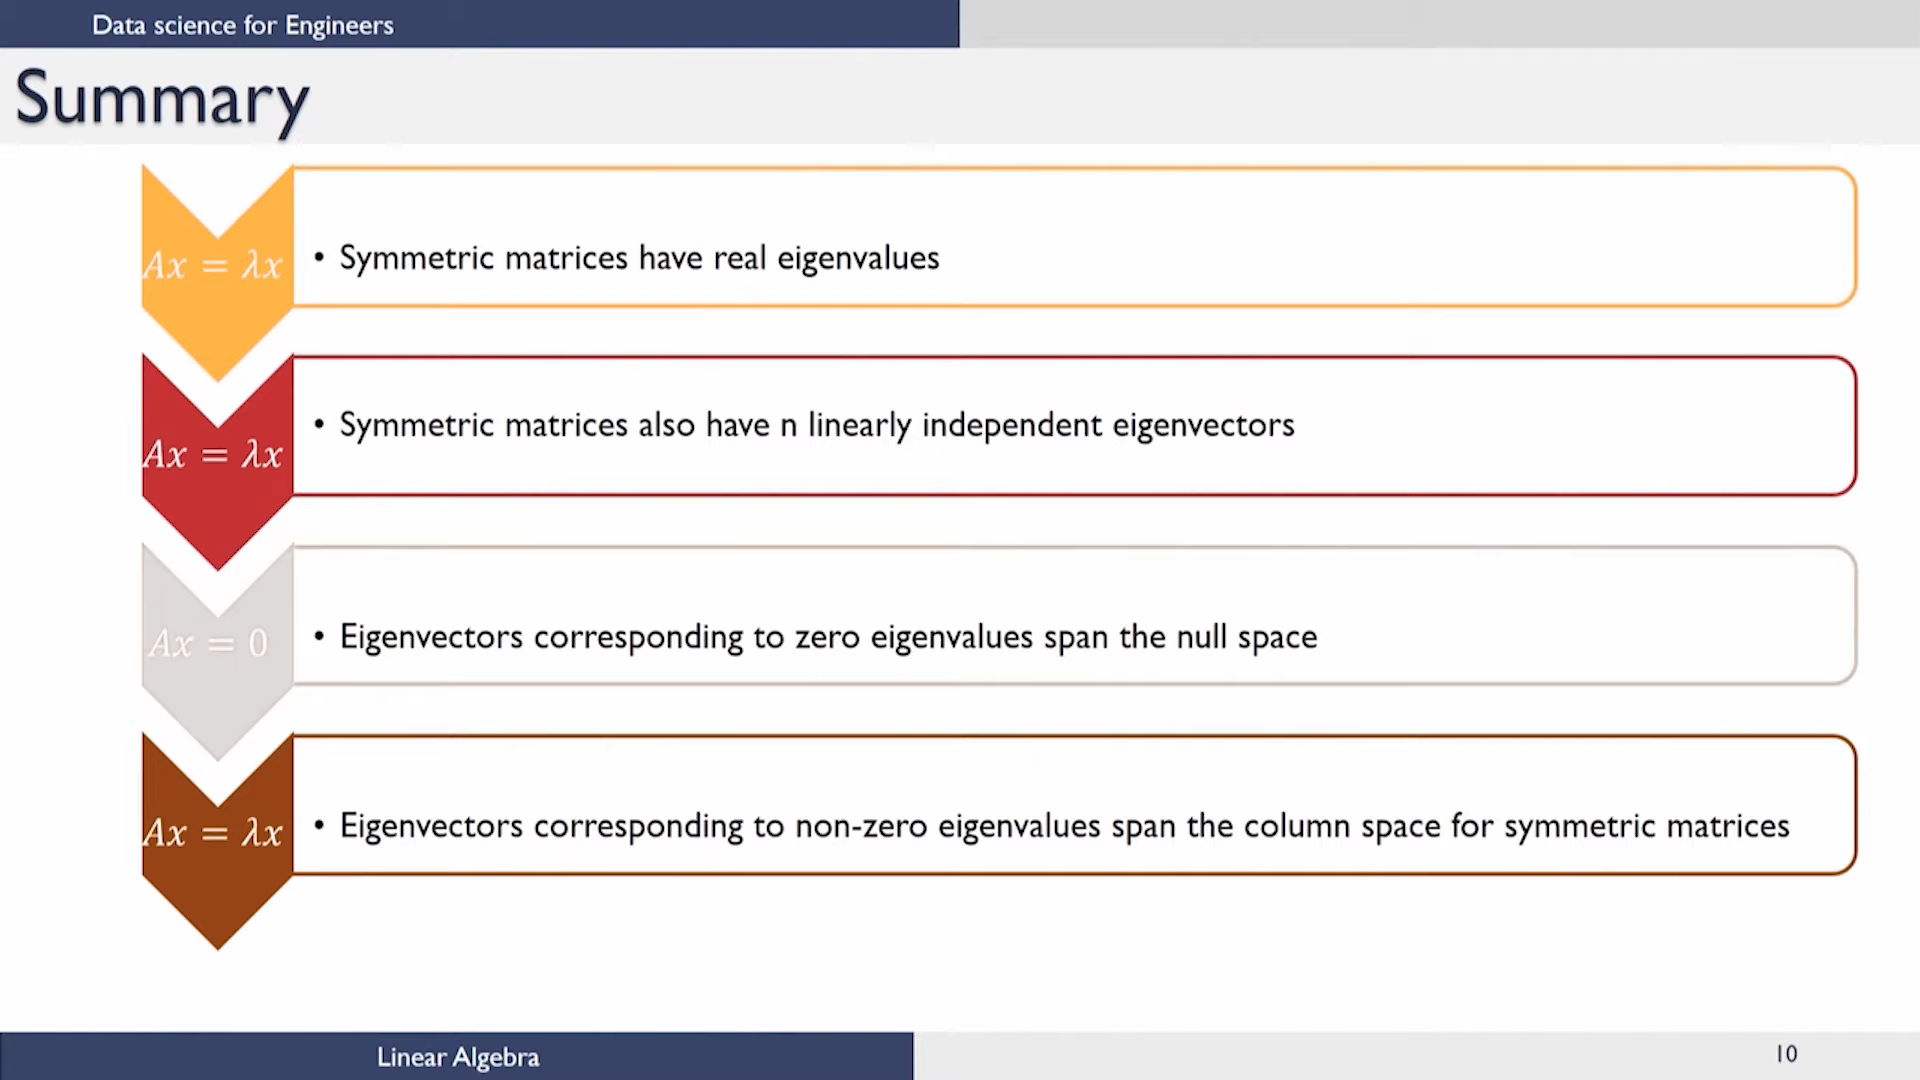 Data science for Engineers
Summary
Ax = λx
• Symmetric matrices have real eigenvalues
Ax = λx
• Symmetric matrices also have n linearly independent eigenvectors
Ax = 0
• Eigenvectors corresponding to zero eigenvalues span the null space
Ax = λx
• Eigenvectors corresponding to non-zero eigenvalues span the column space for symmetric matrices
Linear Algebra
10